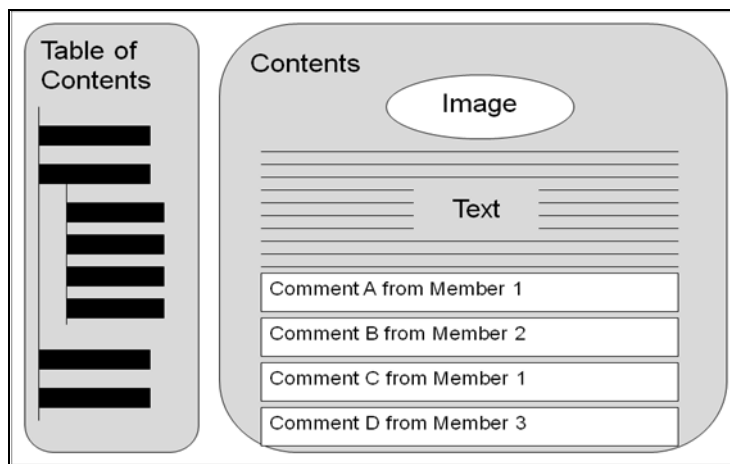 Table of
Contents
Contents
Image
Text
Comment A from Member 1
Comment B from Member 2
Comment C from Member 1
Comment D from Member 3